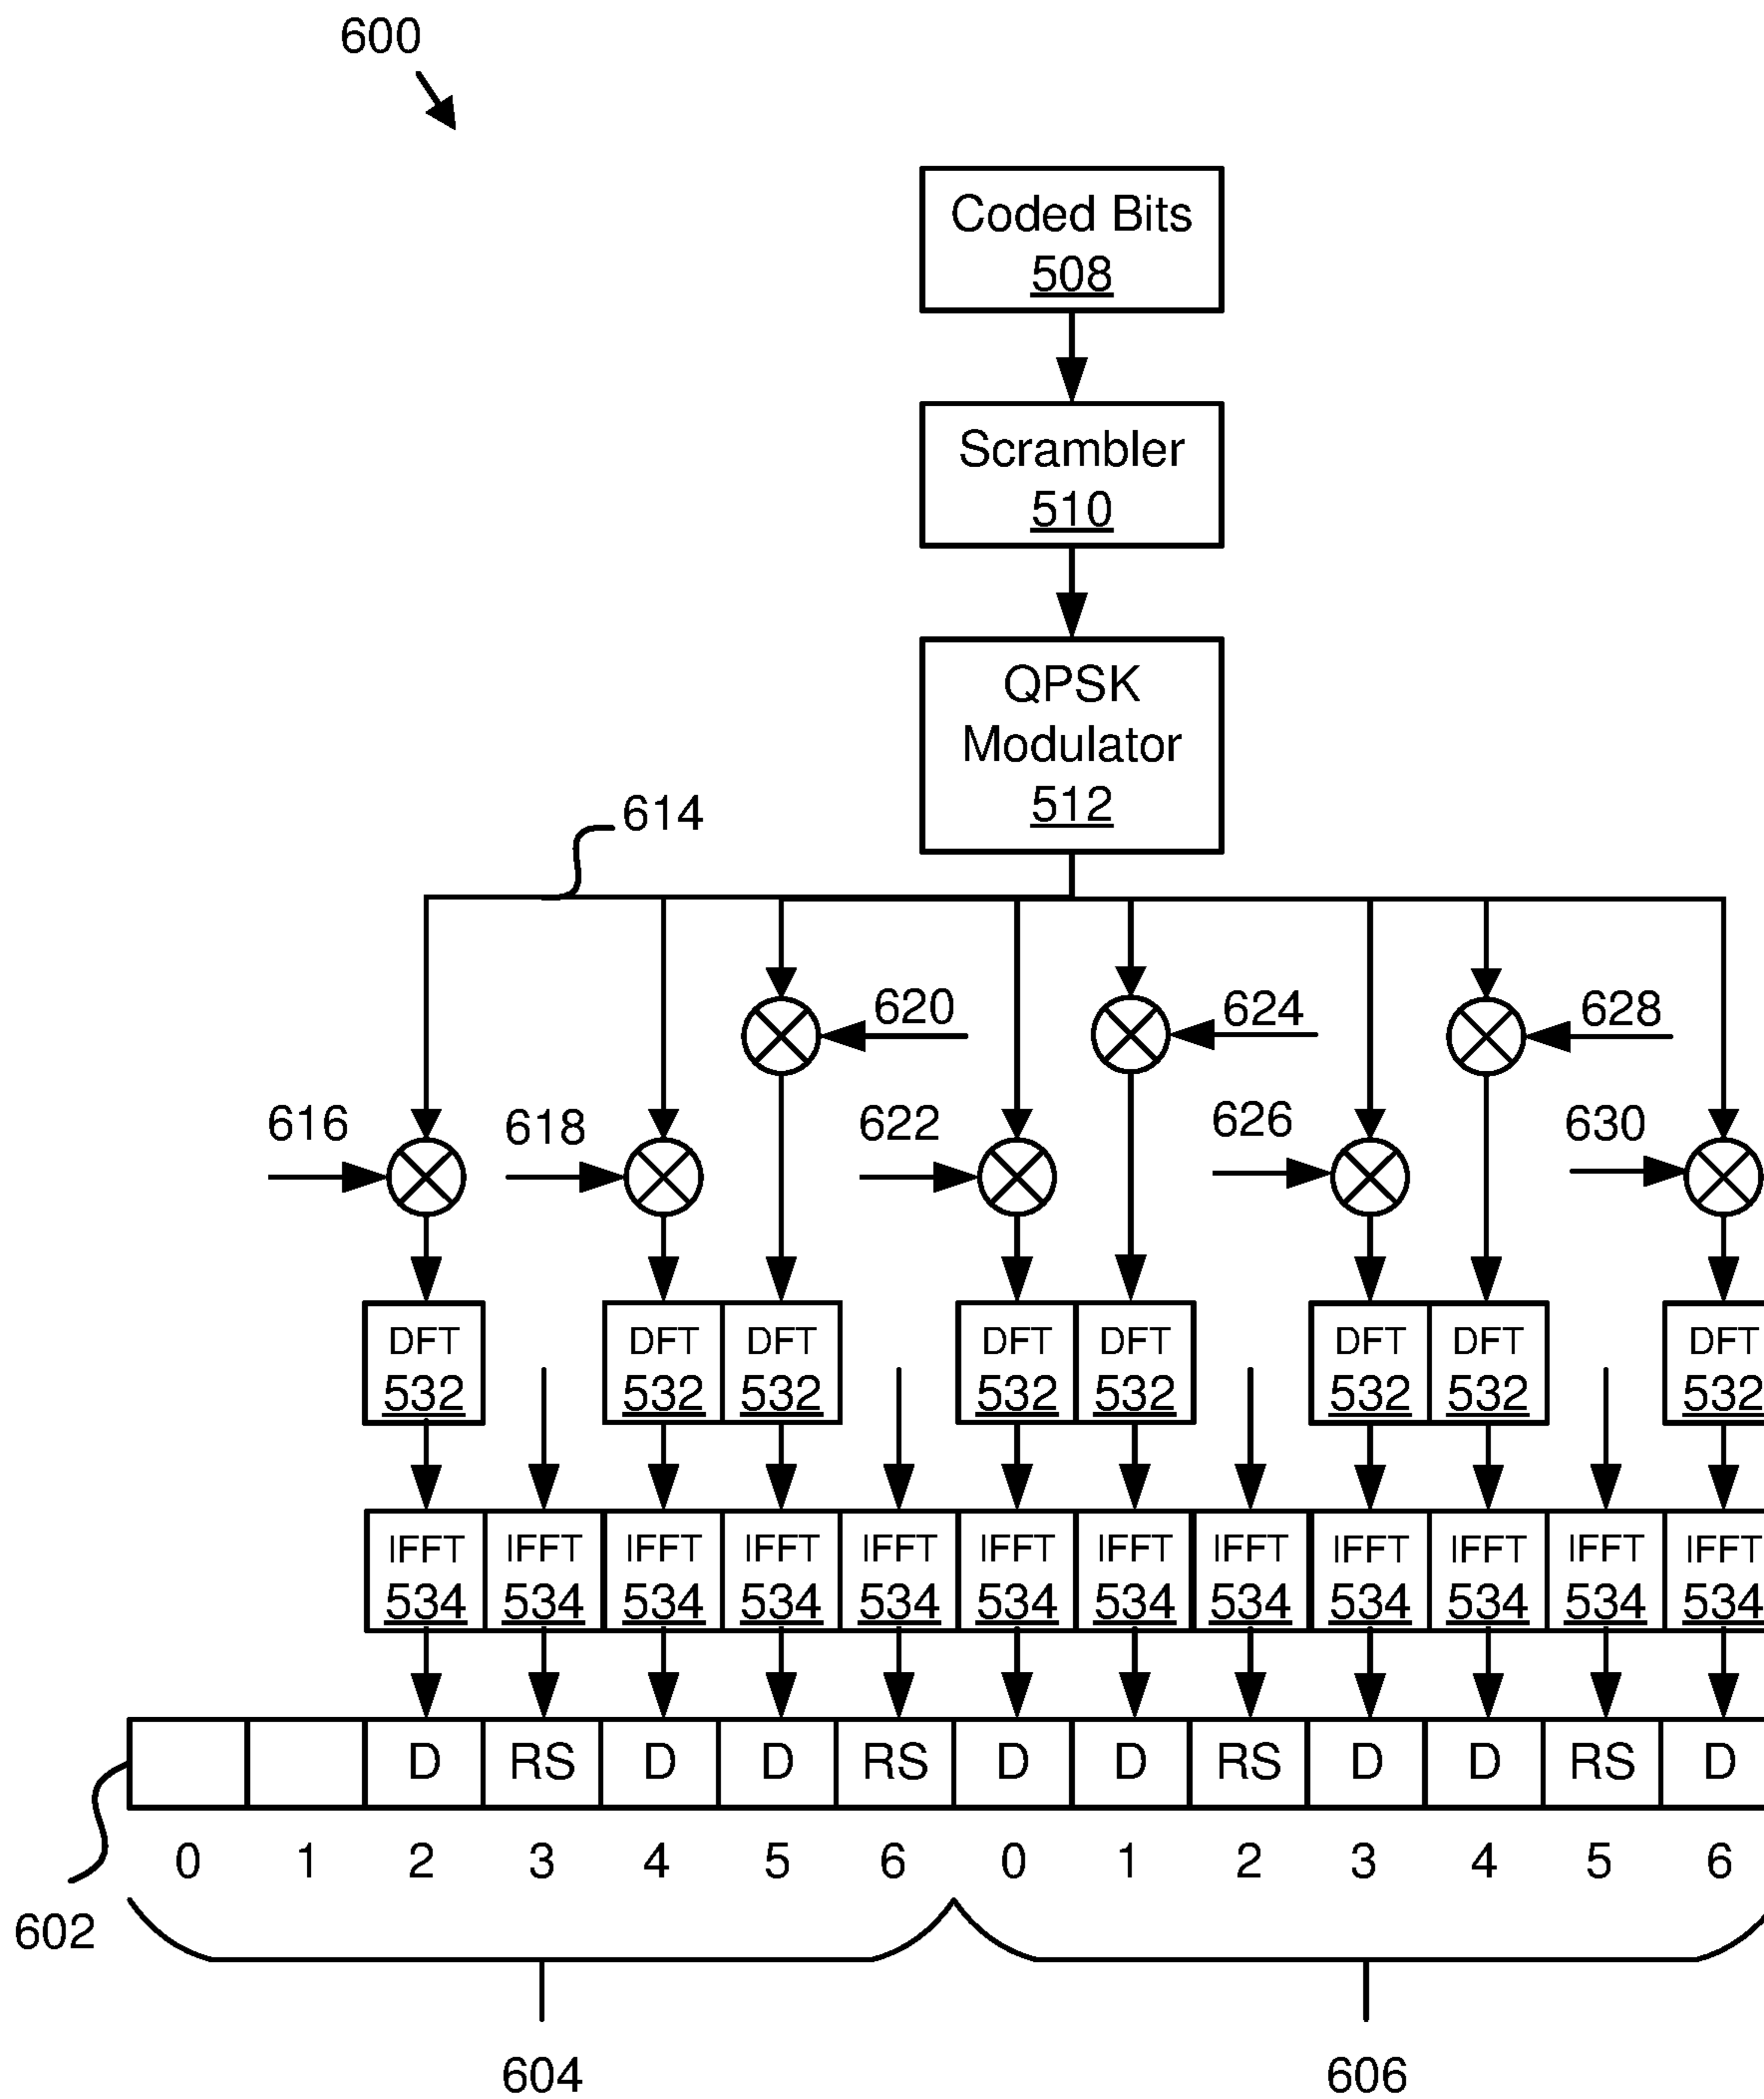 600
Coded Bits
508
Scrambler
510
QPSK
Modulator
512
614
620 624 628
616 618 622 626 630
DFT DFT DFT DFT DFT DFT DFT DFT
532 532 532 532 532 532 532 532
IFFT IFFT IFFT IFFT IFFT IFFT IFFT IFFT IFFT IFFT IFFT IFFT
534 534 534 534 534 534 534 534 534 534 534 534
D RS D D RS D D RS D D RS D
0 1 2 3 4 5 6 0 1 2 3 4 5 6
602
604 606